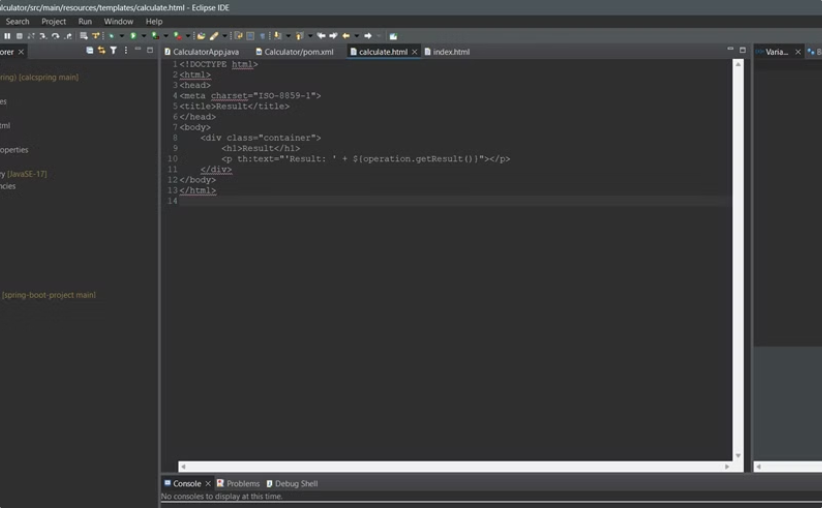 alculator/src/main/resources/templates/calculate.html - Eclipse IDE
Search Project Run Window Help
orer
CalculatorApp.java Calculator/pom.xml calculate.html index.html
Varia...
ring) [calcspring main]
es
tml
operties
ry [JavaSE-17]
ncies
[spring-boot-project main]
1 <!DOCTYPE html>
2 <html>
3 <head>
4 <meta charset="ISO-8859-1">
5 <title>Result</title>
6 </head>
7 <body>
8 <div class="container">
9 <h1>Result</h1>
10 <p th:text="'Result: ' + ${operation.getResult()}"></p>
11 </div>
12 </body>
13 </html>
14
Console Problems Debug Shell
No consoles to display at this time.